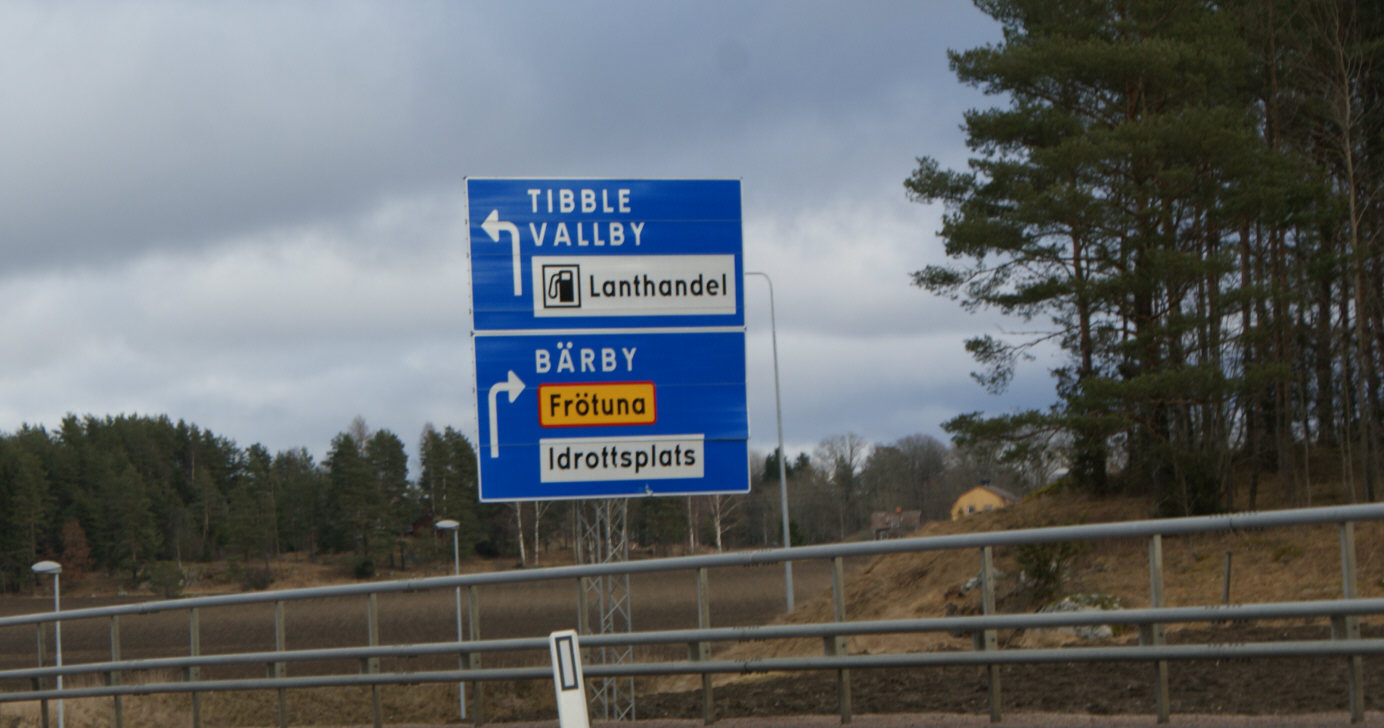 TIBBLE
VALLBY
Lanthandel
BÄRBY
Frötuna
Idrottsplats